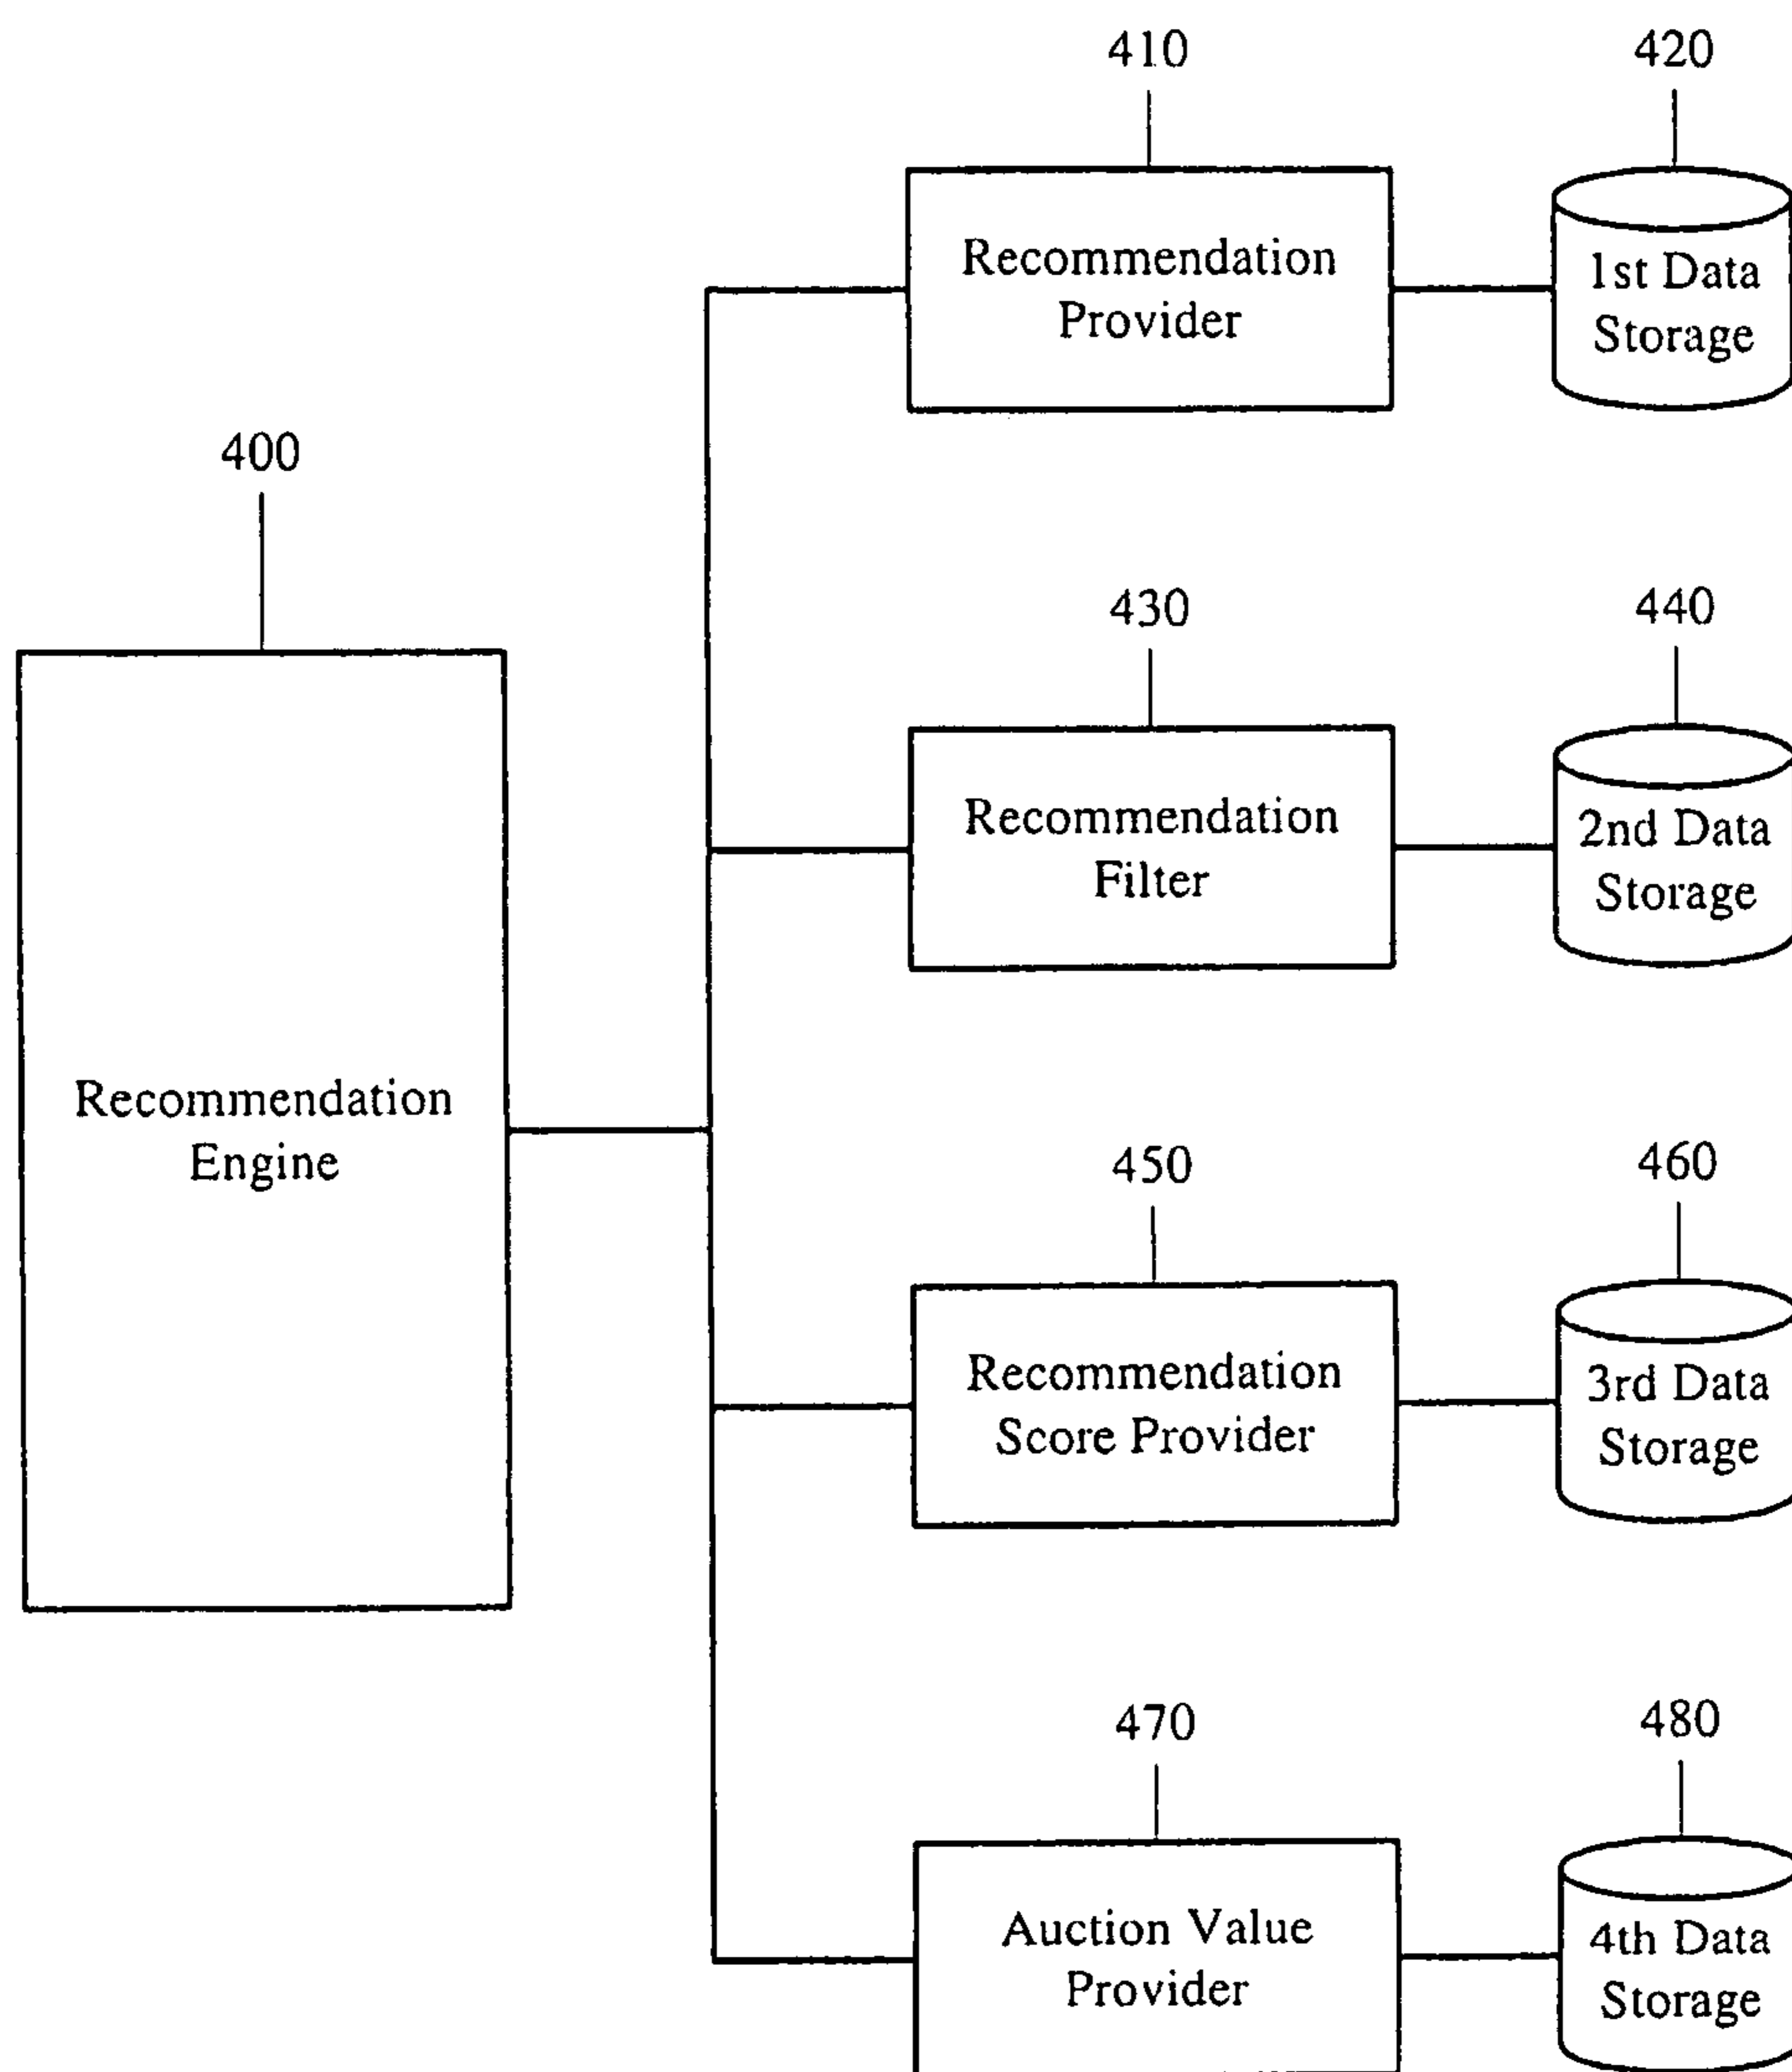 410
420
Recommendation
Provider
1st Data
Storage
400
430
440
Recommendation
Filter
2nd Data
Storage
Recommendation
Engine
450
460
Recommendation
Score Provider
3rd Data
Storage
470
480
Auction Value
Provider
4th Data
Storage